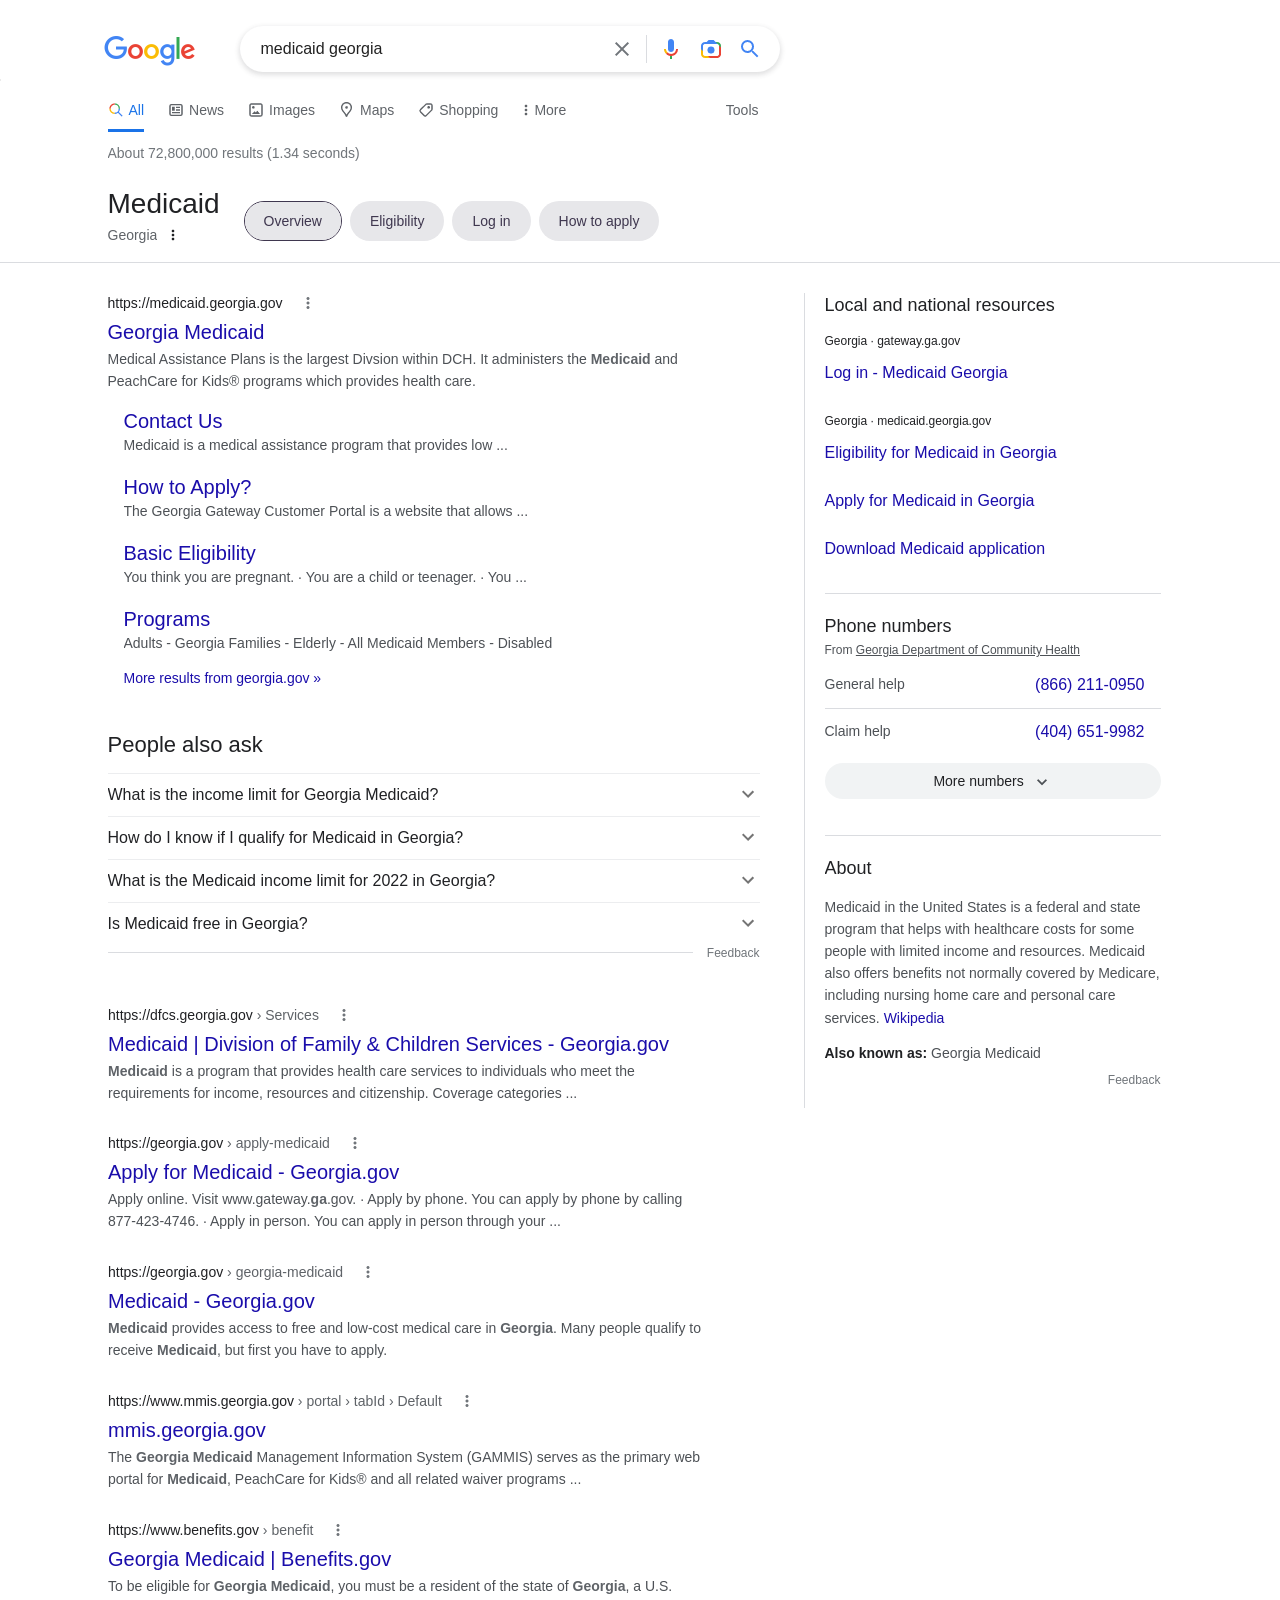 Google
medicaid georgia
All
News
Images
Maps
Shopping
More
Tools
About 72,800,000 results (1.34 seconds)
Medicaid
Georgia
Overview
Eligibility
Log in
How to apply
https://medicaid.georgia.gov
Georgia Medicaid
Medical Assistance Plans is the largest Divsion within DCH. It administers the Medicaid and
PeachCare for Kids® programs which provides health care.
Contact Us
Medicaid is a medical assistance program that provides low ...
How to Apply?
The Georgia Gateway Customer Portal is a website that allows ...
Basic Eligibility
You think you are pregnant. · You are a child or teenager. · You ...
Programs
Adults - Georgia Families - Elderly - All Medicaid Members - Disabled
More results from georgia.gov »
People also ask
What is the income limit for Georgia Medicaid?
How do I know if I qualify for Medicaid in Georgia?
What is the Medicaid income limit for 2022 in Georgia?
Is Medicaid free in Georgia?
Feedback
https://dfcs.georgia.gov › Services
Medicaid | Division of Family & Children Services - Georgia.gov
Medicaid is a program that provides health care services to individuals who meet the
requirements for income, resources and citizenship. Coverage categories ...
https://georgia.gov › apply-medicaid
Apply for Medicaid - Georgia.gov
Apply online. Visit www.gateway.ga.gov. · Apply by phone. You can apply by phone by calling
877-423-4746. · Apply in person. You can apply in person through your ...
https://georgia.gov › georgia-medicaid
Medicaid - Georgia.gov
Medicaid provides access to free and low-cost medical care in Georgia. Many people qualify to
receive Medicaid, but first you have to apply.
https://www.mmis.georgia.gov › portal › tabId › Default
mmis.georgia.gov
The Georgia Medicaid Management Information System (GAMMIS) serves as the primary web
portal for Medicaid, PeachCare for Kids® and all related waiver programs ...
https://www.benefits.gov › benefit
Georgia Medicaid | Benefits.gov
To be eligible for Georgia Medicaid, you must be a resident of the state of Georgia, a U.S.
Local and national resources
Georgia · gateway.ga.gov
Log in - Medicaid Georgia
Georgia · medicaid.georgia.gov
Eligibility for Medicaid in Georgia
Apply for Medicaid in Georgia
Download Medicaid application
Phone numbers
From Georgia Department of Community Health
General help (866) 211-0950
Claim help (404) 651-9982
More numbers
About
Medicaid in the United States is a federal and state
program that helps with healthcare costs for some
people with limited income and resources. Medicaid
also offers benefits not normally covered by Medicare,
including nursing home care and personal care
services. Wikipedia
Also known as: Georgia Medicaid
Feedback